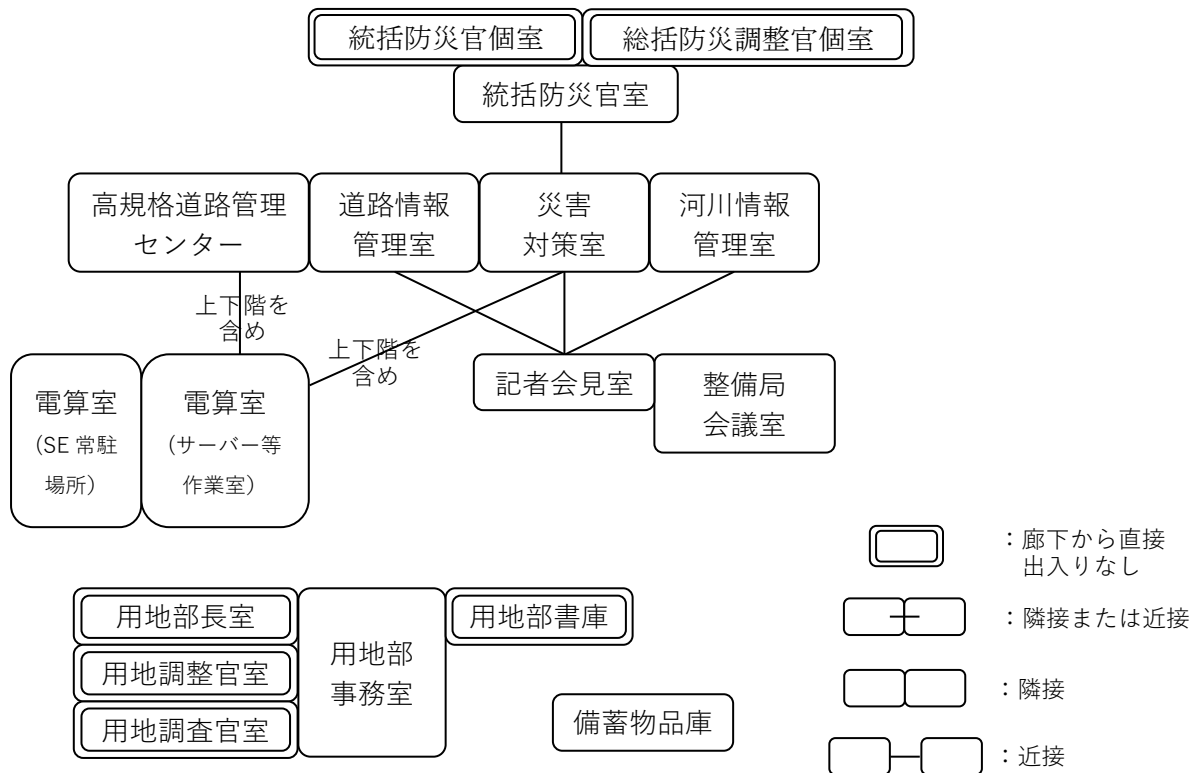 統括防災官個室
総括防災調整官個室
統括防災官室
高規格道路管理
センター
道路情報
管理室
災害
対策室
河川情報
管理室
上下階を
含め
上下階を
含め
電算室
(SE 常駐
場所)
電算室
(サーバー等
作業室)
記者会見室
整備局
会議室
用地部長室
用地調整官室
用地調査官室
用地部
事務室
用地部書庫
備蓄物品庫
：廊下から直接
出入りなし
：隣接または近接
：隣接
：近接